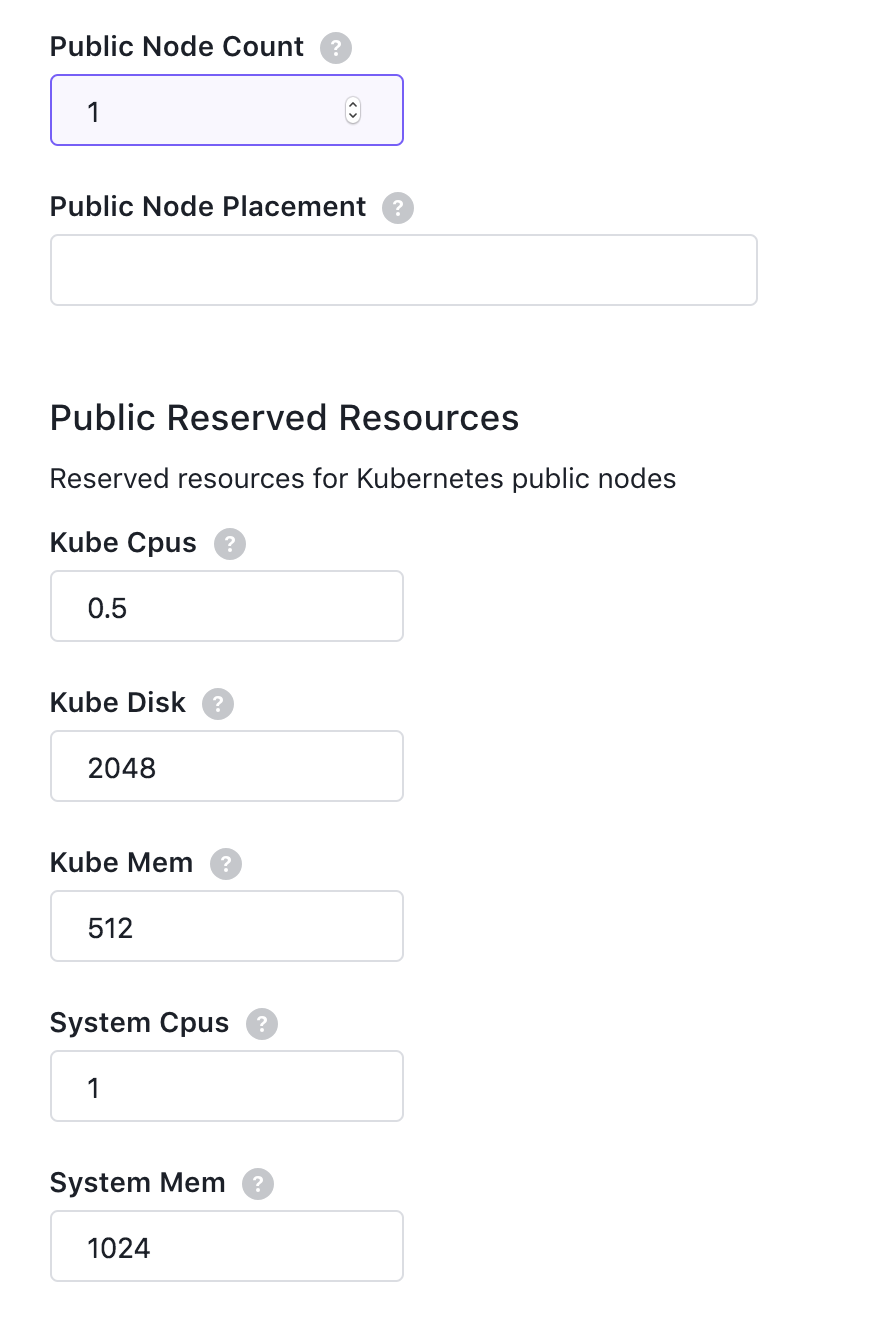 Public Node Count ?
1
Public Node Placement ?
Public Reserved Resources
Reserved resources for Kubernetes public nodes
Kube Cpus ?
0.5
Kube Disk ?
2048
Kube Mem ?
512
System Cpus ?
1
System Mem ?
1024